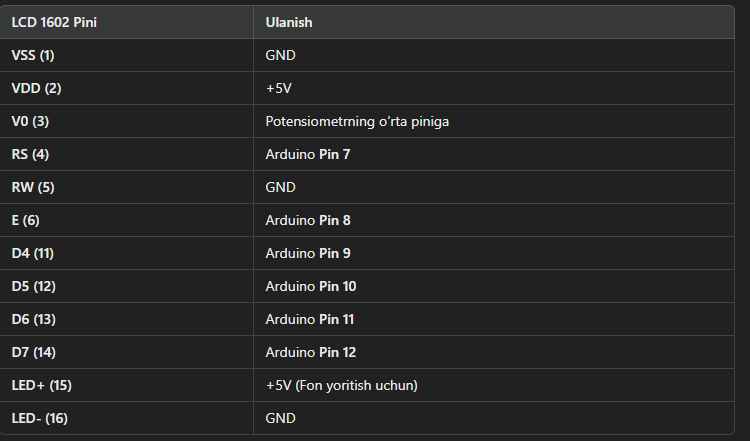 LCD 1602 Pini Ulanish
VSS (1) GND
VDD (2) +5V
V0 (3) Potensiometrning o‘rta piniga
RS (4) Arduino Pin 7
RW (5) GND
E (6) Arduino Pin 8
D4 (11) Arduino Pin 9
D5 (12) Arduino Pin 10
D6 (13) Arduino Pin 11
D7 (14) Arduino Pin 12
LED+ (15) +5V (Fon yoritish uchun)
LED- (16) GND